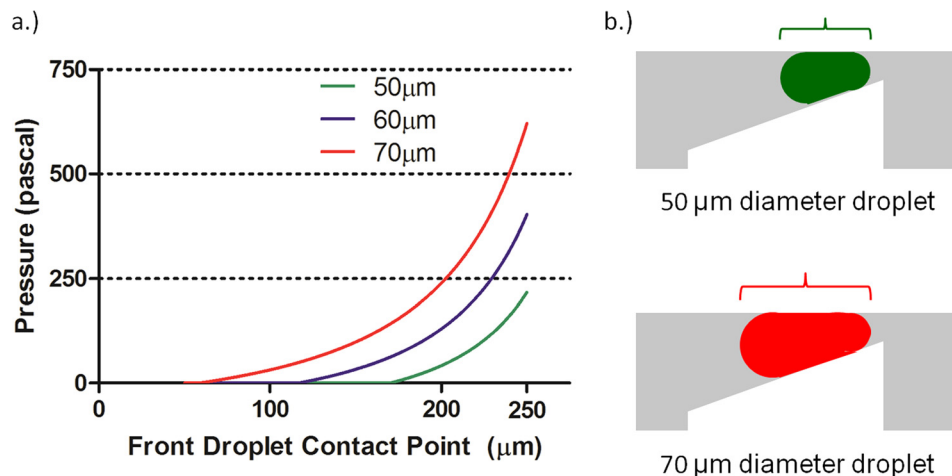 a.)
750
500
250
0
Pressure (pascal)
50μm
60μm
70μm
0
100
200
250
Front Droplet Contact Point (μm)
b.)
50 μm diameter droplet
70 μm diameter droplet